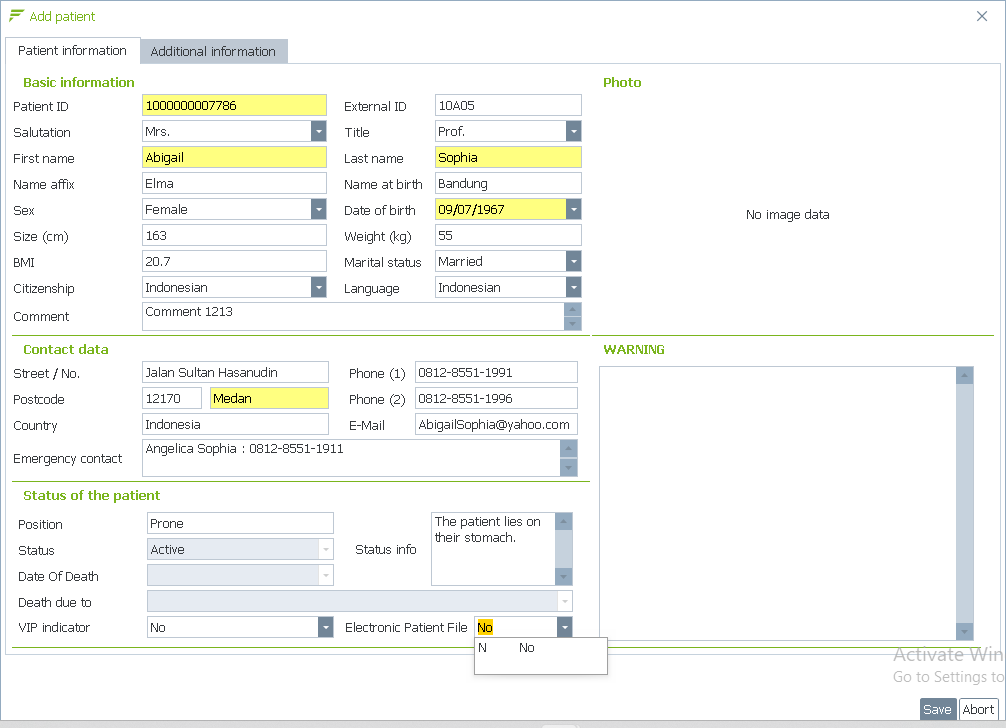 Add patient
Patient information Additional information
Basic information
Patient ID 1000000007786 External ID 10A05
Salutation Mrs. Title Prof.
First name Abigail Last name Sophia
Name affix Elma Name at birth Bandung
Sex Female Date of birth 09/07/1967
Size (cm) 163 Weight (kg) 55
BMI 20.7 Marital status Married
Citizenship Indonesian Language Indonesian
Comment Comment 1213
Photo
No image data
Contact data
Street / No. Jalan Sultan Hasanudin Phone (1) 0812-8551-1991
Postcode 12170 Medan Phone (2) 0812-8551-1996
Country Indonesia E-Mail AbigailSophia@yahoo.com
Emergency contact Angelica Sophia : 0812-8551-1911
WARNING
Status of the patient
Position Prone
Status Active Status info The patient lies on
their stomach.
Date Of Death
Death due to
VIP indicator No Electronic Patient File No
N No
Activate Win
Go to Settings to
Save Abort